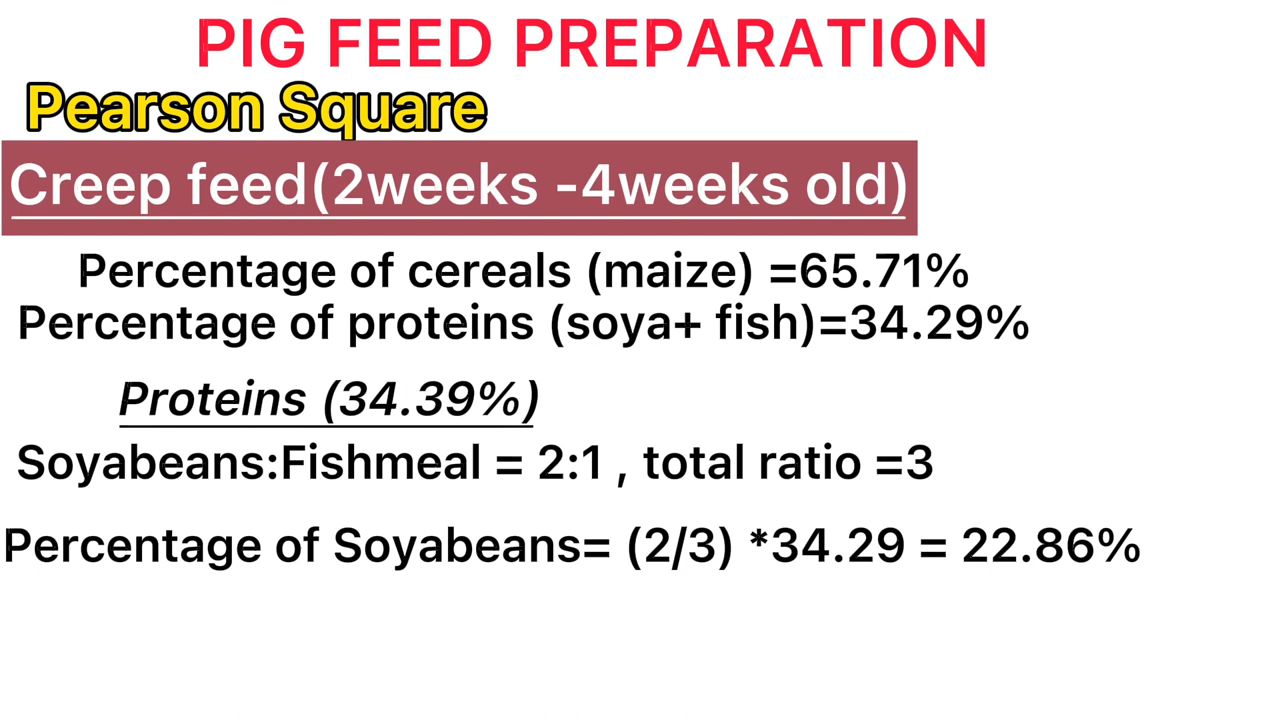 PIG FEED PREPARATION
Pearson Square
Creep feed(2weeks -4weeks old)
Percentage of cereals (maize) =65.71%
Percentage of proteins (soya+ fish)=34.29%
Proteins (34.39%)
Soyabeans:Fishmeal = 2:1 , total ratio =3
Percentage of Soyabeans= (2/3) *34.29 = 22.86%